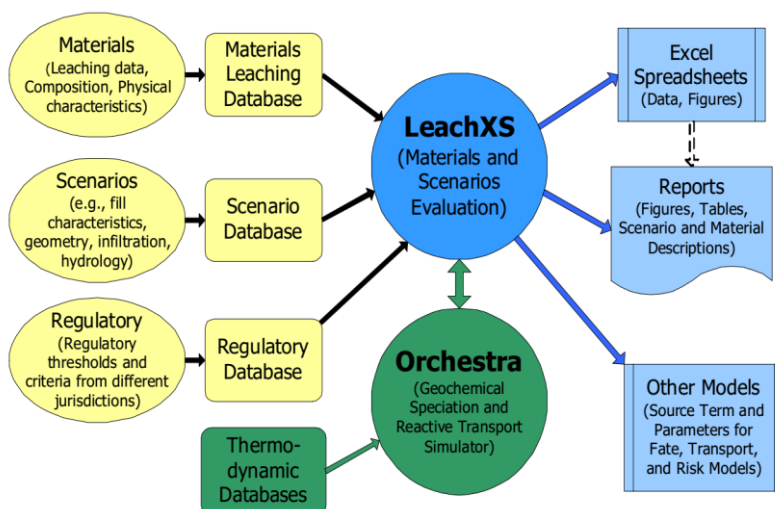 Materials
(Leaching data,
Composition, Physical
characteristics)
Materials
Leaching
Database
Scenarios
(e.g., fill
characteristics,
geometry, infiltration,
hydrology)
Scenario
Database
Regulatory
(Regulatory
thresholds and
criteria from different
jurisdictions)
Regulatory
Database
Thermo-
dynamic
Databases
LeachXS
(Materials and
Scenarios
Evaluation)
Orchestra
(Geochemical
Speciation and
Reactive Transport
Simulator)
Excel
Spreadsheets
(Data, Figures)
Reports
(Figures, Tables,
Scenario and Material
Descriptions)
Other Models
(Source Term and
Parameters for
Fate, Transport,
and Risk Models)